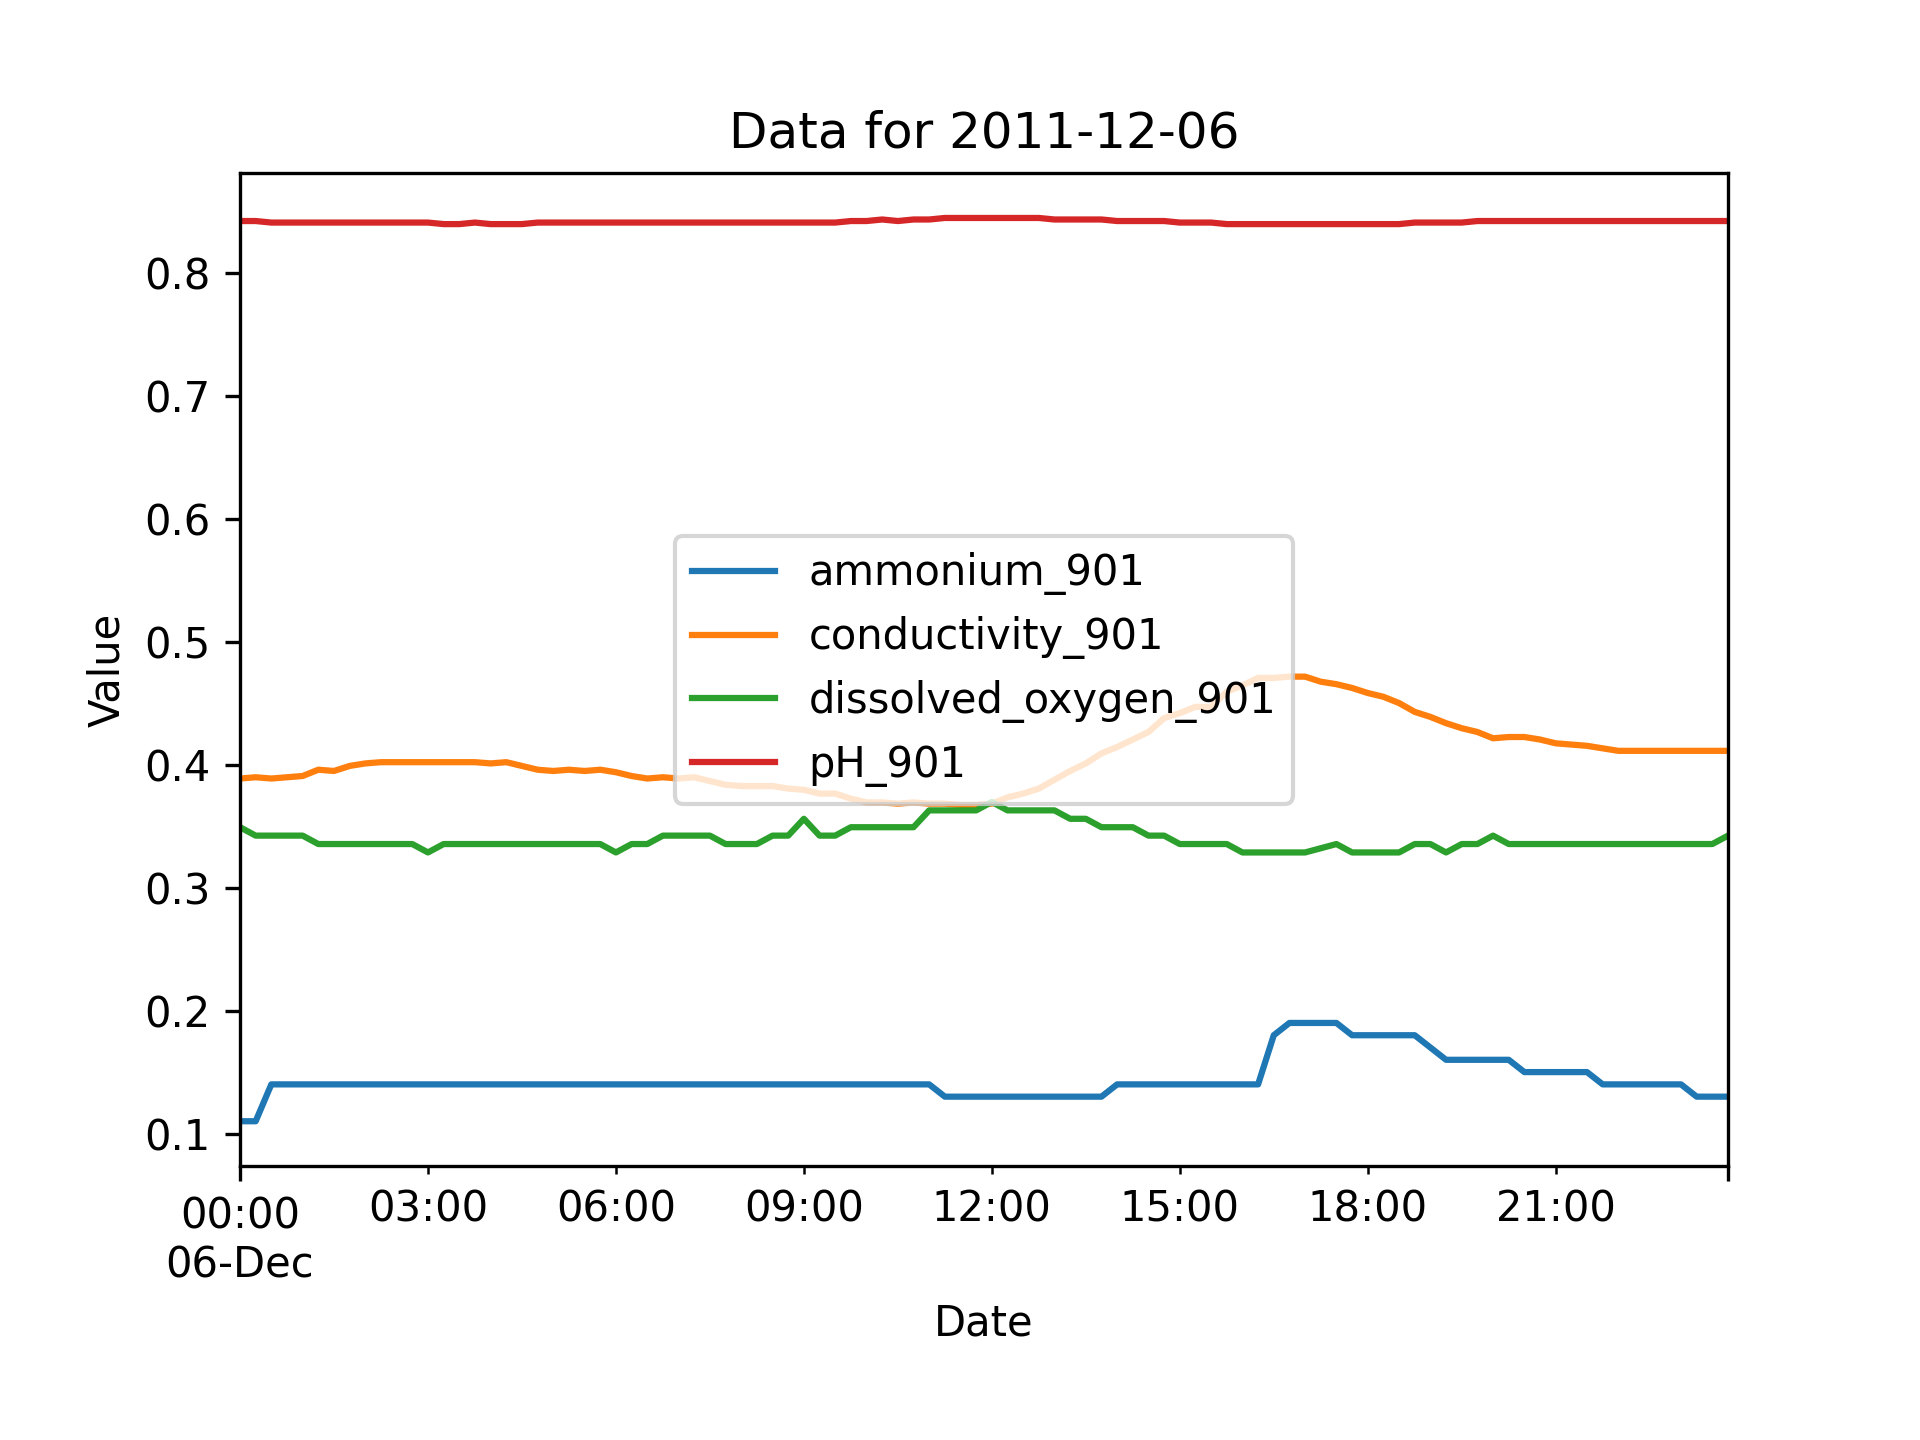 Data for 2011-12-06
Value
0.8
0.7
0.6
0.5
0.4
0.3
0.2
0.1
ammonium_901
conductivity_901
dissolved_oxygen_901
pH_901
00:00 03:00 06:00 09:00 12:00 15:00 18:00 21:00
06-Dec
Date